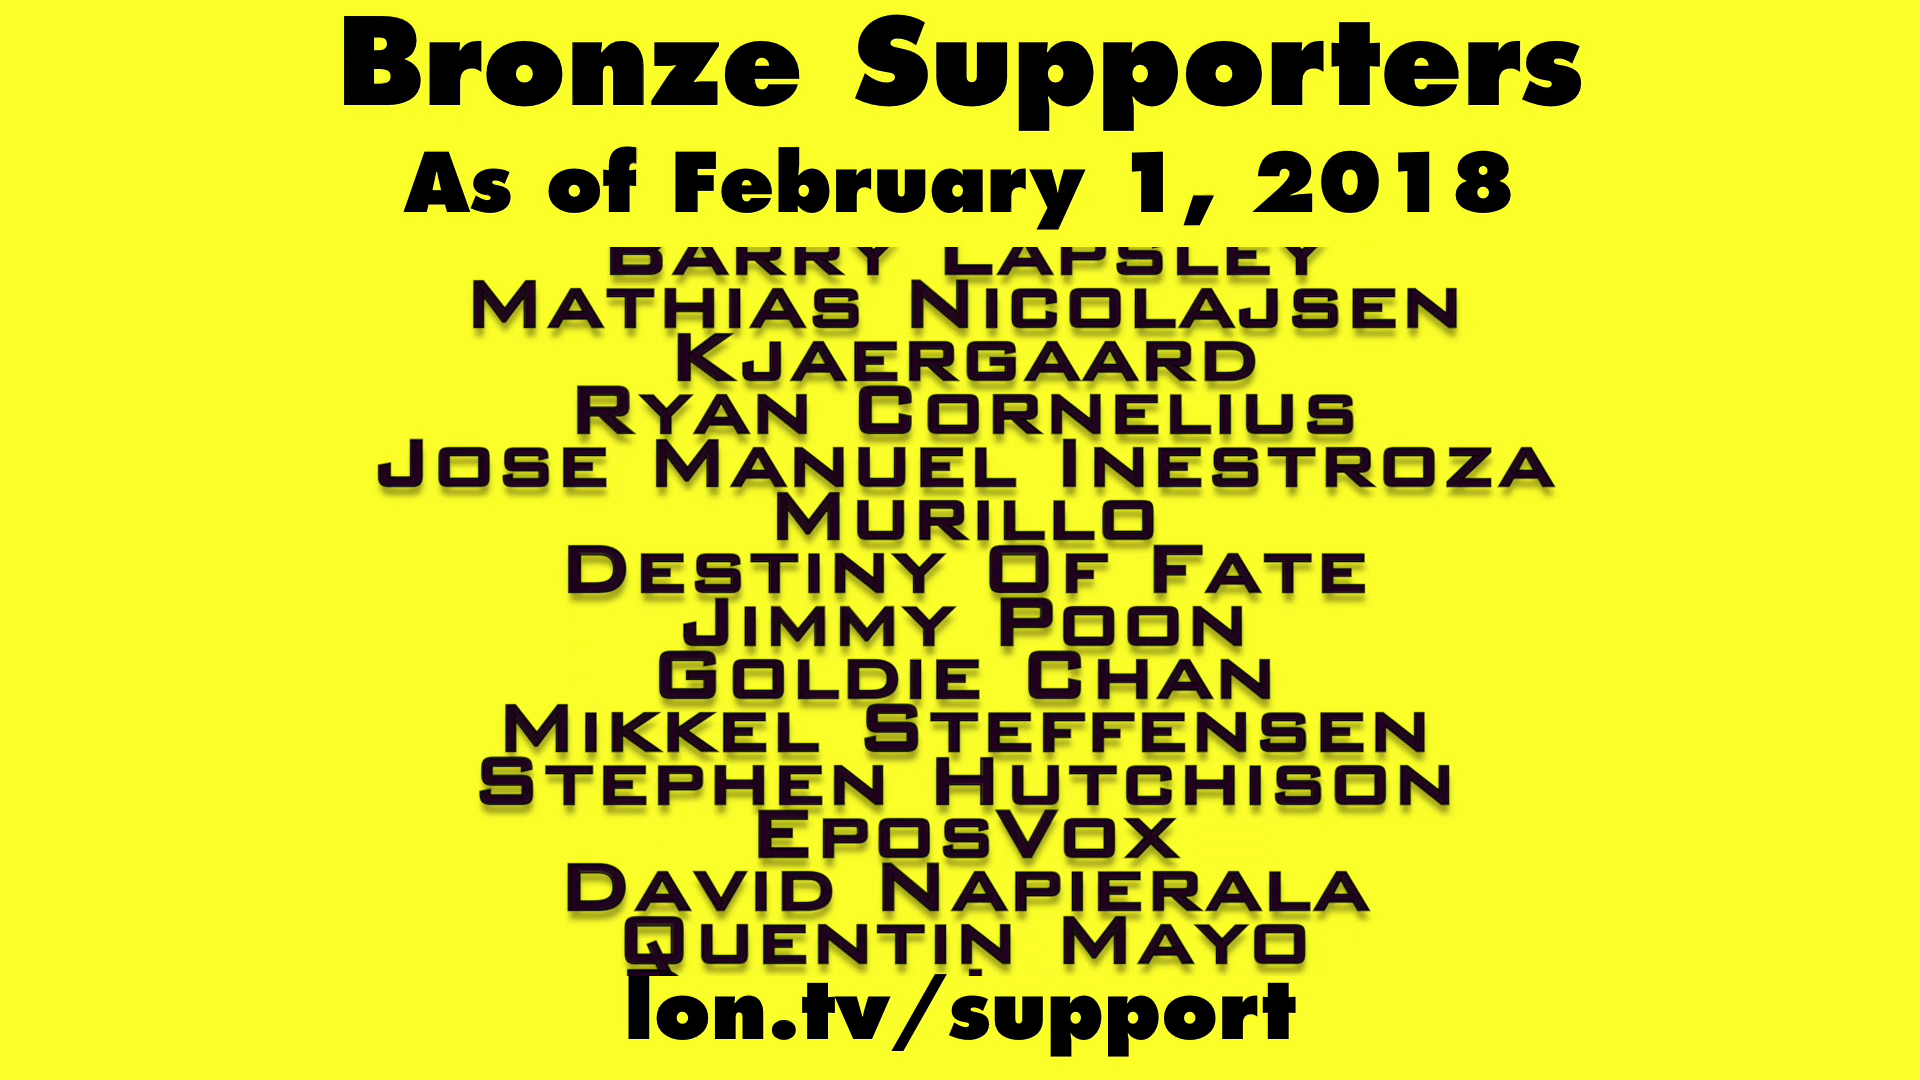 Bronze Supporters
As of February 1, 2018
Barry Lapsley
Mathias Nicolajsen
Kjaergaard
Ryan Cornelius
Jose Manuel Inestroza
Murillo
Destiny Of Fate
Jimmy Poon
Goldie Chan
Mikkel Steffensen
Stephen Hutchison
EposVox
David Napierala
Quentin Mayo
lon.tv/support